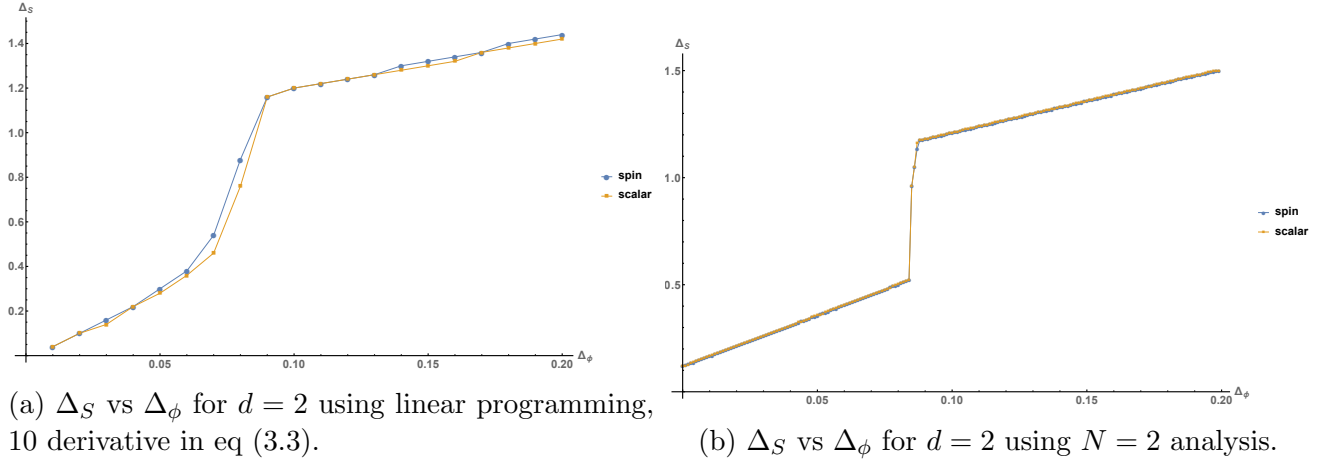 Δ_S
1.4
1.2
1.0
0.8
0.6
0.4
0.2
0.05
0.10
0.15
0.20
Δ_ϕ
spin
scalar
(a) Δ_S vs Δ_ϕ for d = 2 using linear programming,
10 derivative in eq (3.3).
Δ_S
1.5
1.0
0.5
0.05
0.10
0.15
0.20
Δ_ϕ
spin
scalar
(b) Δ_S vs Δ_ϕ for d = 2 using N = 2 analysis.